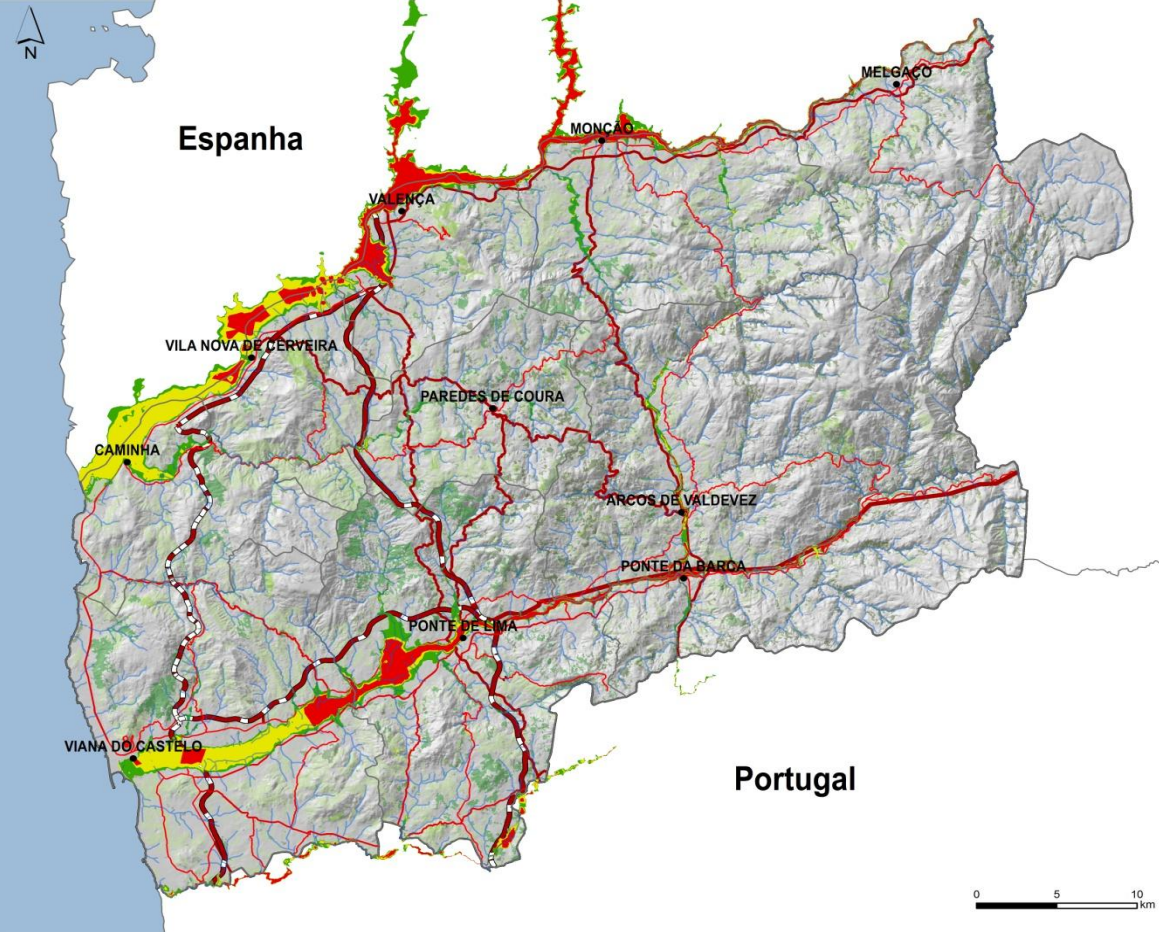 N
MELGAÇO
Espanha
MONÇÃO
VALENÇA
VILA NOVA DE CERVEIRA
PAREDES DE COURA
CAMINHA
ARCOS DE VALDEVEZ
PONTE DA BARCA
PONTE DE LIMA
VIANA DO CASTELO
Portugal
0 5 10
km